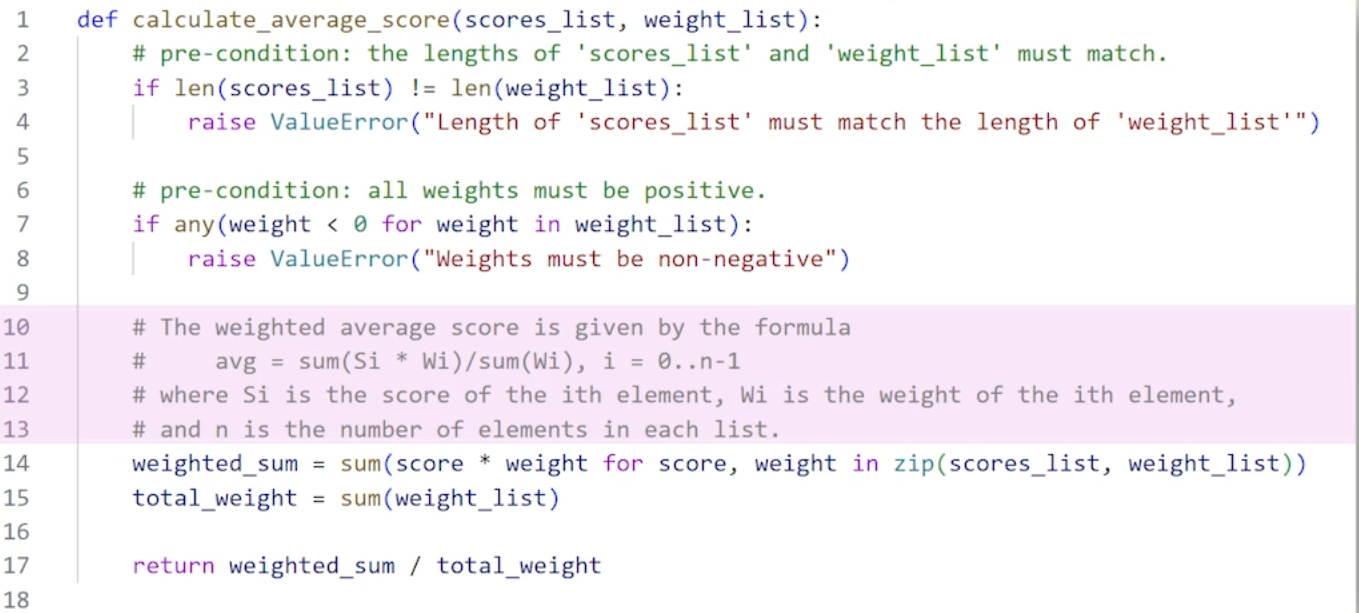 1 def calculate_average_score(scores_list, weight_list):
2 # pre-condition: the lengths of 'scores_list' and 'weight_list' must match.
3 if len(scores_list) != len(weight_list):
4 raise ValueError("Length of 'scores_list' must match the length of 'weight_list'")
5
6 # pre-condition: all weights must be positive.
7 if any(weight < 0 for weight in weight_list):
8 raise ValueError("Weights must be non-negative")
9
10 # The weighted average score is given by the formula
11 #     avg = sum(Si * Wi)/sum(Wi), i = 0..n-1
12 # where Si is the score of the ith element, Wi is the weight of the ith element,
13 # and n is the number of elements in each list.
14 weighted_sum = sum(score * weight for score, weight in zip(scores_list, weight_list))
15 total_weight = sum(weight_list)
16
17 return weighted_sum / total_weight
18